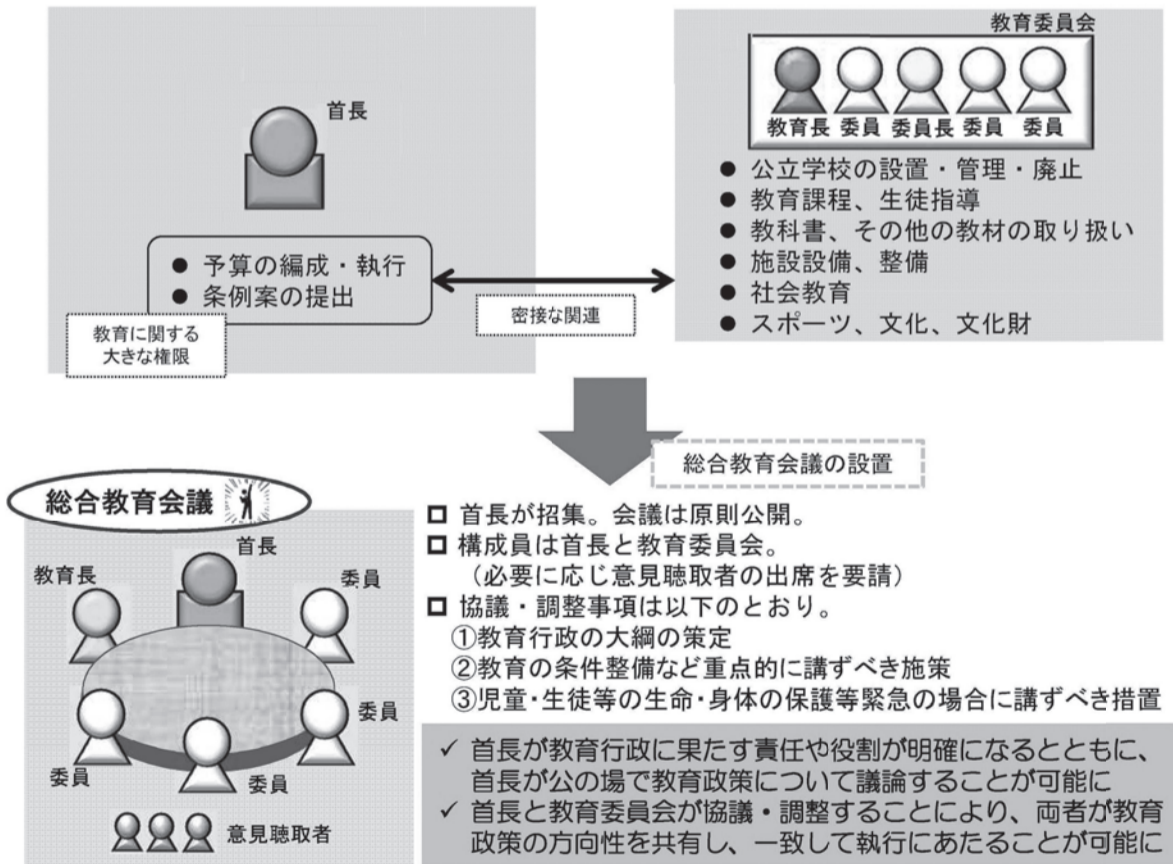 首長
● 予算の編成・執行
● 条例案の提出
教育に関する
大きな権限
密接な関連
教育委員会
教育長 委員 委員長 委員 委員
● 公立学校の設置・管理・廃止
● 教育課程、生徒指導
● 教科書、その他の教材の取り扱い
● 施設設備、整備
● 社会教育
● スポーツ、文化、文化財
総合教育会議の設置
総合教育会議
首長
教育長
委員
委員
委員
委員
意見聴取者
□ 首長が招集。会議は原則公開。
□ 構成員は首長と教育委員会。
（必要に応じ意見聴取者の出席を要請）
□ 協議・調整事項は以下のとおり。
①教育行政の大綱の策定
②教育の条件整備など重点的に講ずべき施策
③児童・生徒等の生命・身体の保護等緊急の場合に講ずべき措置
✓ 首長が教育行政に果たす責任や役割が明確になるとともに、
首長が公の場で教育政策について議論することが可能に
✓ 首長と教育委員会が協議・調整することにより、両者が教育
政策の方向性を共有し、一致して執行にあたることが可能に